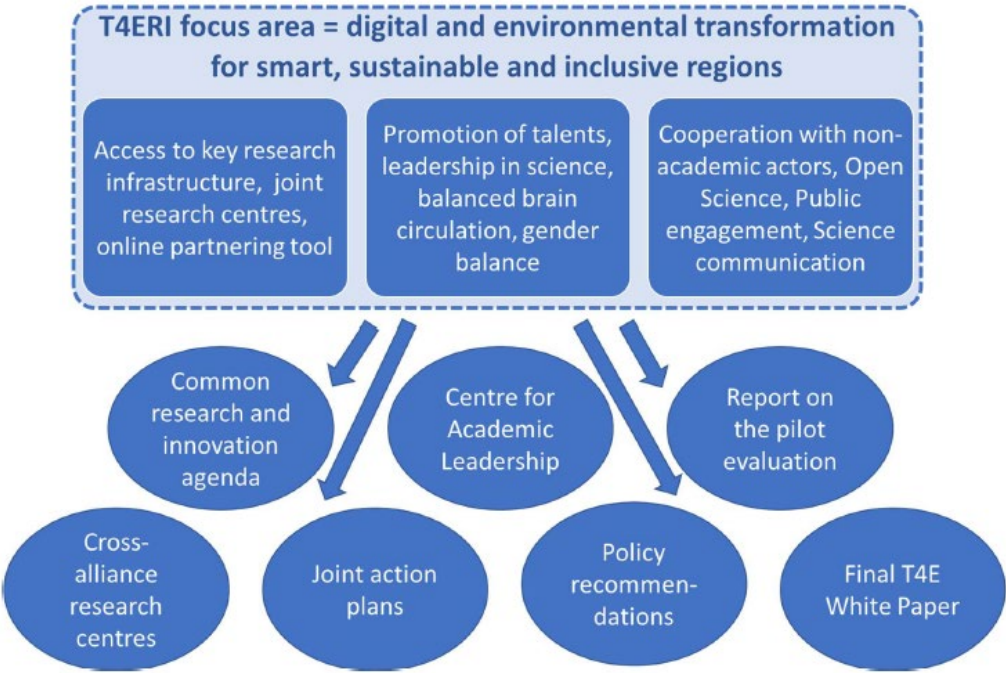 T4ERI focus area = digital and environmental transformation
for smart, sustainable and inclusive regions
Access to key research
infrastructure, joint
research centres,
online partnering tool
Promotion of talents,
leadership in science,
balanced brain
circulation, gender
balance
Cooperation with non-
academic actors, Open
Science, Public
engagement, Science
communication
Common
research and
innovation
agenda
Centre for
Academic
Leadership
Report on
the pilot
evaluation
Cross-
alliance
research
centres
Joint action
plans
Policy
recommen-
dations
Final T4E
White Paper